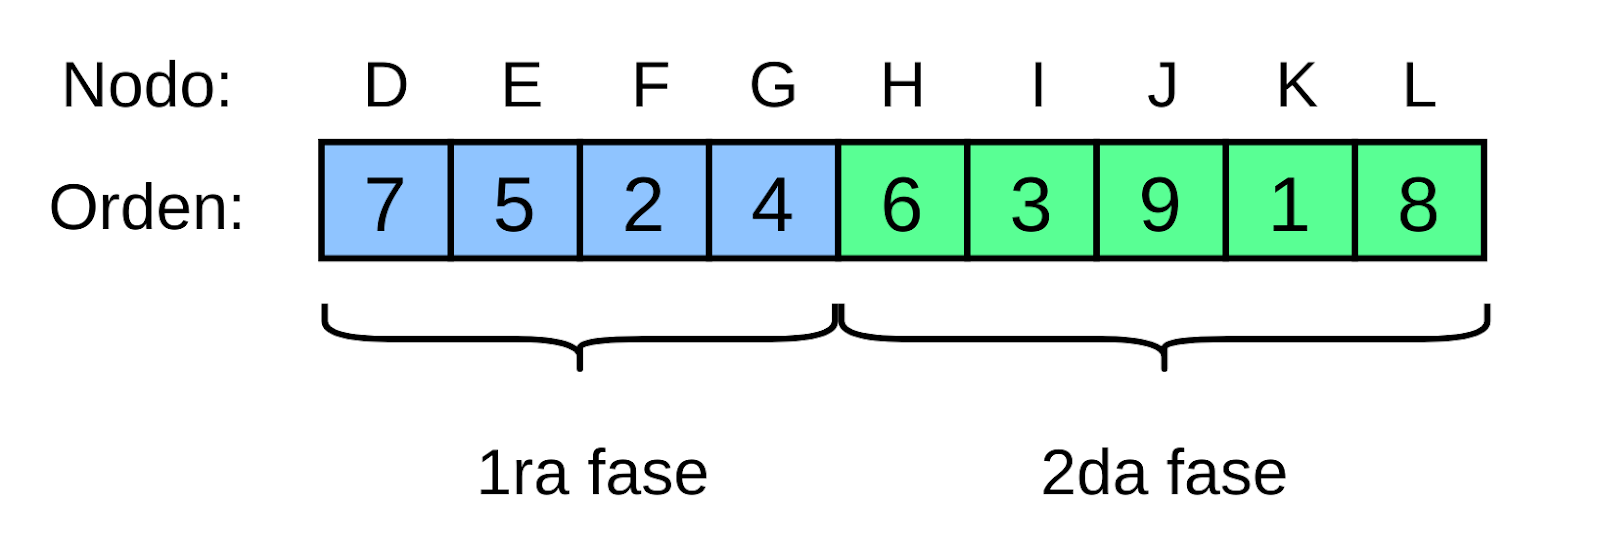 Nodo: D E F G H I J K L
Orden: 7 5 2 4 6 3 9 1 8
1ra fase 2da fase